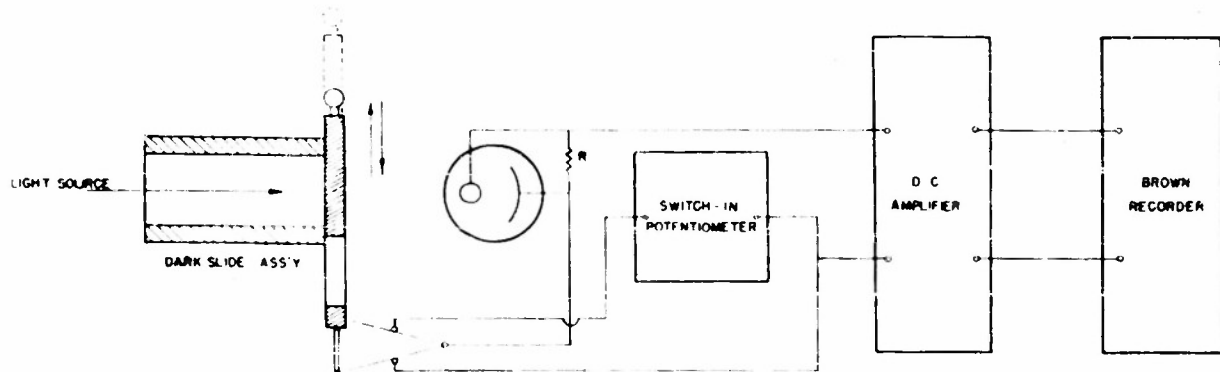 LIGHT SOURCE
DARK SLIDE ASS'Y
R
SWITCH-IN
POTENTIOMETER
D C
AMPLIFIER
BROWN
RECORDER